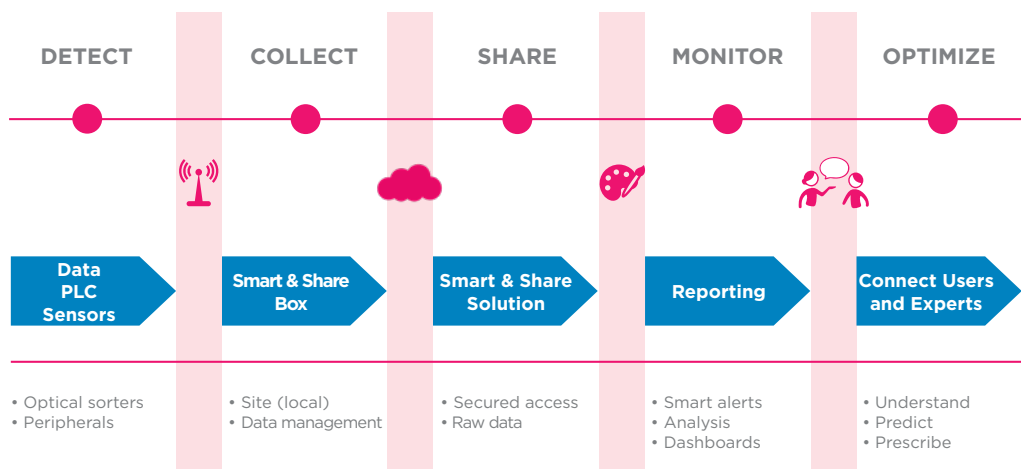 DETECT
COLLECT
SHARE
MONITOR
OPTIMIZE
Data
PLC
Sensors
Smart & Share
Box
Smart & Share
Solution
Reporting
Connect Users
and Experts
• Optical sorters
• Peripherals
• Site (local)
• Data management
• Secured access
• Raw data
• Smart alerts
• Analysis
• Dashboards
• Understand
• Predict
• Prescribe